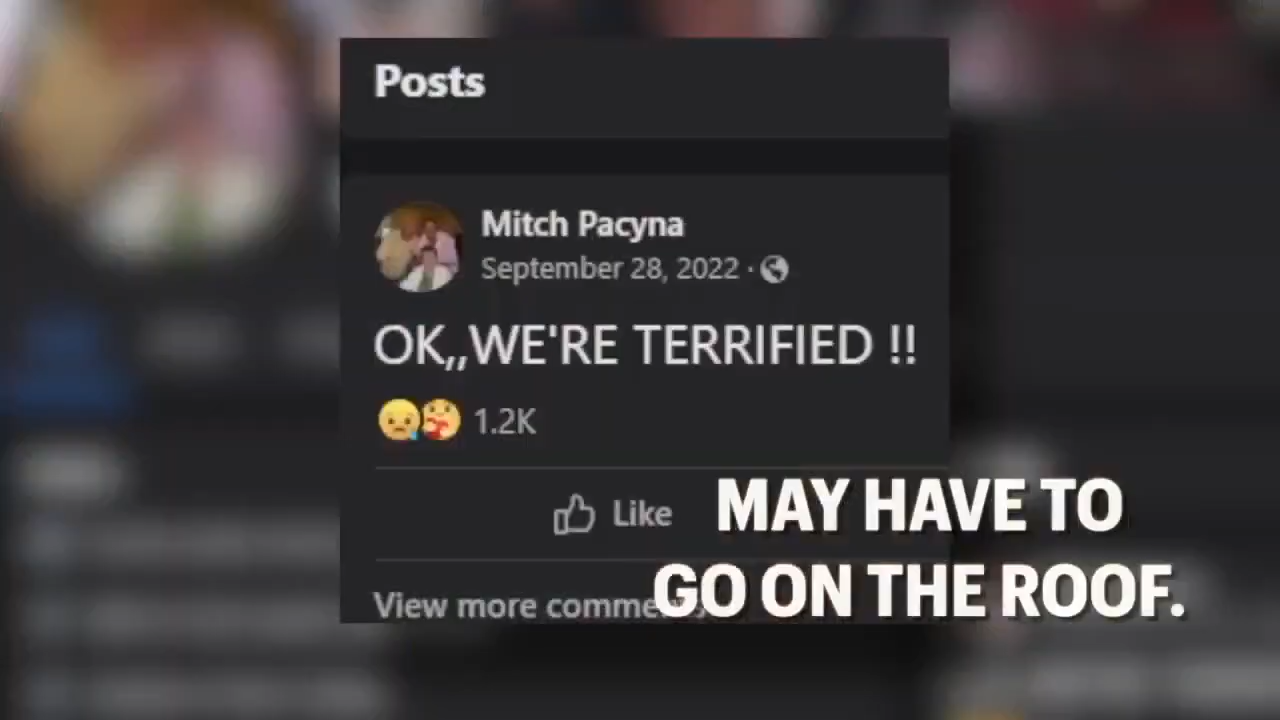 Posts
Mitch Pacyna
September 28, 2022 ·
OK,,WE'RE TERRIFIED !!
1.2K
Like
View more
MAY HAVE TO
GO ON THE ROOF.